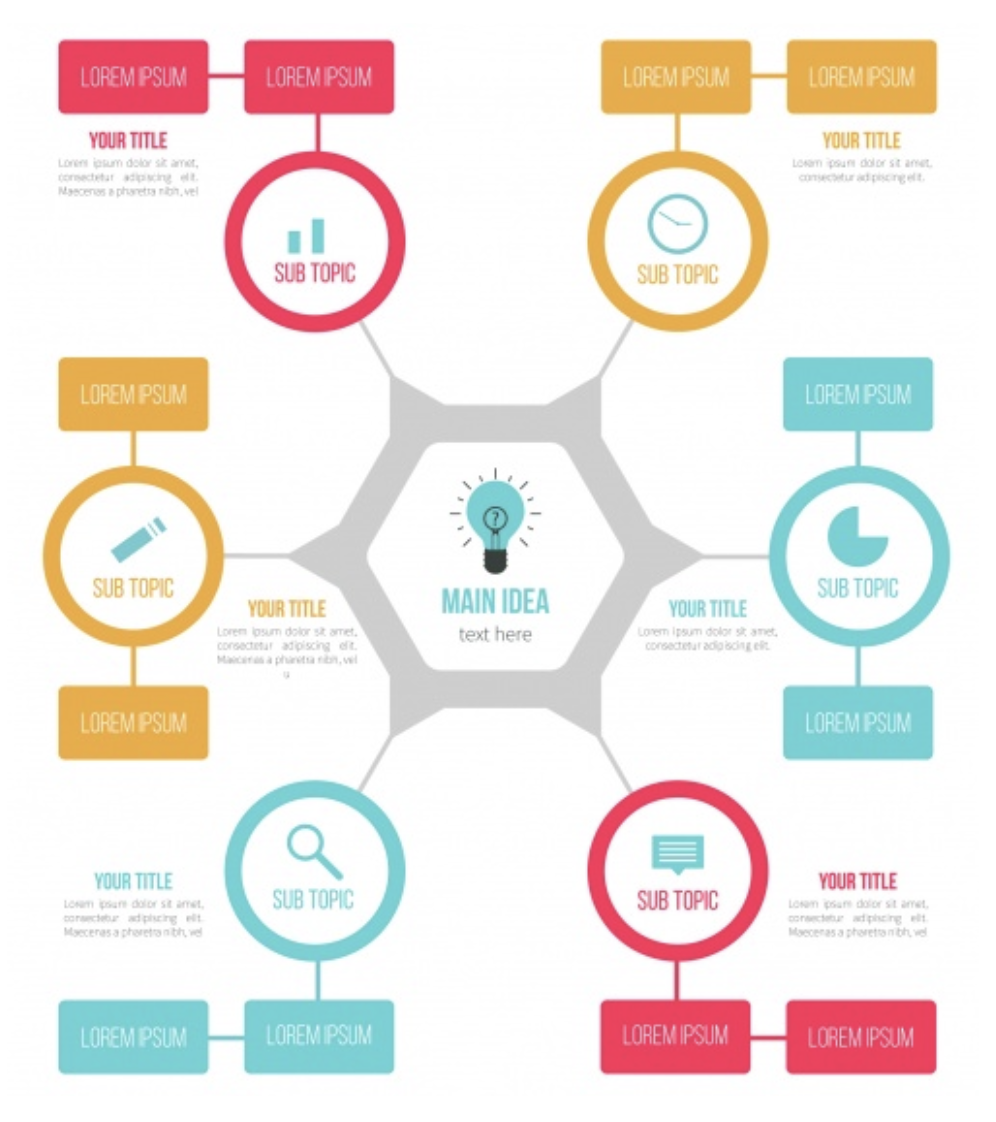 LOREM IPSUM
LOREM IPSUM
YOUR TITLE
Lorem ipsum dolor sit amet,
consectetur adipiscing elit.
Maecenas a pharetra nibh, vel
SUB TOPIC
LOREM IPSUM
LOREM IPSUM
YOUR TITLE
Lorem ipsum dolor sit amet,
consectetur adipiscing elit.
SUB TOPIC
LOREM IPSUM
SUB TOPIC
YOUR TITLE
Lorem ipsum dolor sit amet,
consectetur adipiscing elit.
Maecenas a pharetra nibh, vel
LOREM IPSUM
?
MAIN IDEA
text here
LOREM IPSUM
SUB TOPIC
YOUR TITLE
Lorem ipsum dolor sit amet,
consectetur adipiscing elit.
LOREM IPSUM
SUB TOPIC
YOUR TITLE
Lorem ipsum dolor sit amet,
consectetur adipiscing elit.
Maecenas a pharetra nibh, vel
LOREM IPSUM
LOREM IPSUM
SUB TOPIC
YOUR TITLE
Lorem ipsum dolor sit amet,
consectetur adipiscing elit.
Maecenas a pharetra nibh, vel
LOREM IPSUM
LOREM IPSUM